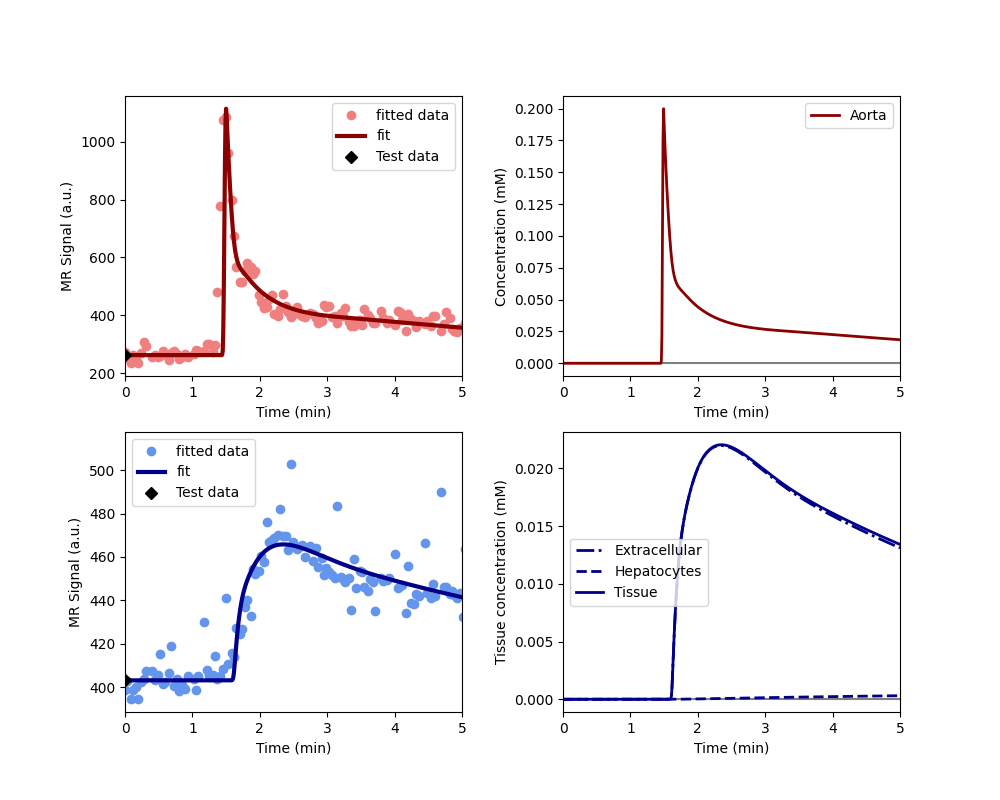 fitted data
fit
Test data
MR Signal (a.u.)
1000
800
600
400
200
0 1 2 3 4 5
Time (min)
Aorta
Concentration (mM)
0.200
0.175
0.150
0.125
0.100
0.075
0.050
0.025
0.000
0 1 2 3 4 5
Time (min)
fitted data
fit
Test data
MR Signal (a.u.)
500
480
460
440
420
400
0 1 2 3 4 5
Time (min)
Extracellular
Hepatocytes
Tissue
Tissue concentration (mM)
0.020
0.015
0.010
0.005
0.000
0 1 2 3 4 5
Time (min)